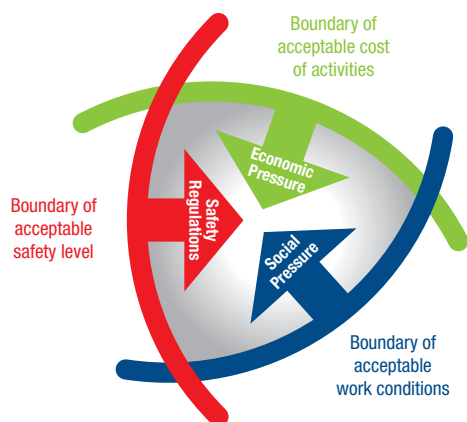 Boundary of
acceptable cost
of activities
Economic
Pressure
Safety
Regulations
Boundary of
acceptable
safety level
Social
Pressure
Boundary of
acceptable
work conditions